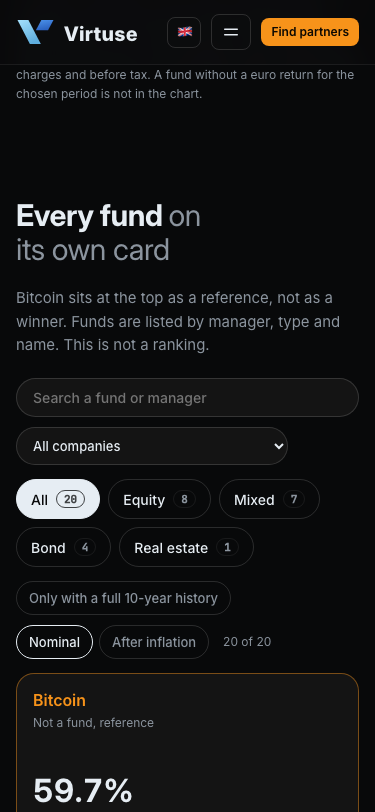 Virtuse
Find partners
charges and before tax. A fund without a euro return for the
chosen period is not in the chart.
Every fund on
its own card
Bitcoin sits at the top as a reference, not as a
winner. Funds are listed by manager, type and
name. This is not a ranking.
Search a fund or manager
All companies
All 20 Equity 8 Mixed 7
Bond 4 Real estate 1
Only with a full 10-year history
Nominal After inflation 20 of 20
Bitcoin
Not a fund, reference
59.7%